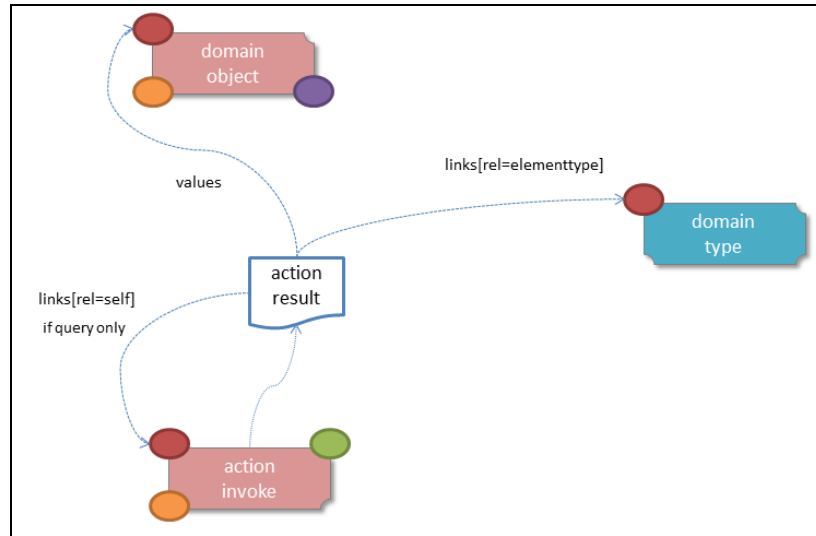 domain
object
links[rel=elementtype]
values
domain
type
action
result
links[rel=self]
if query only
action
invoke